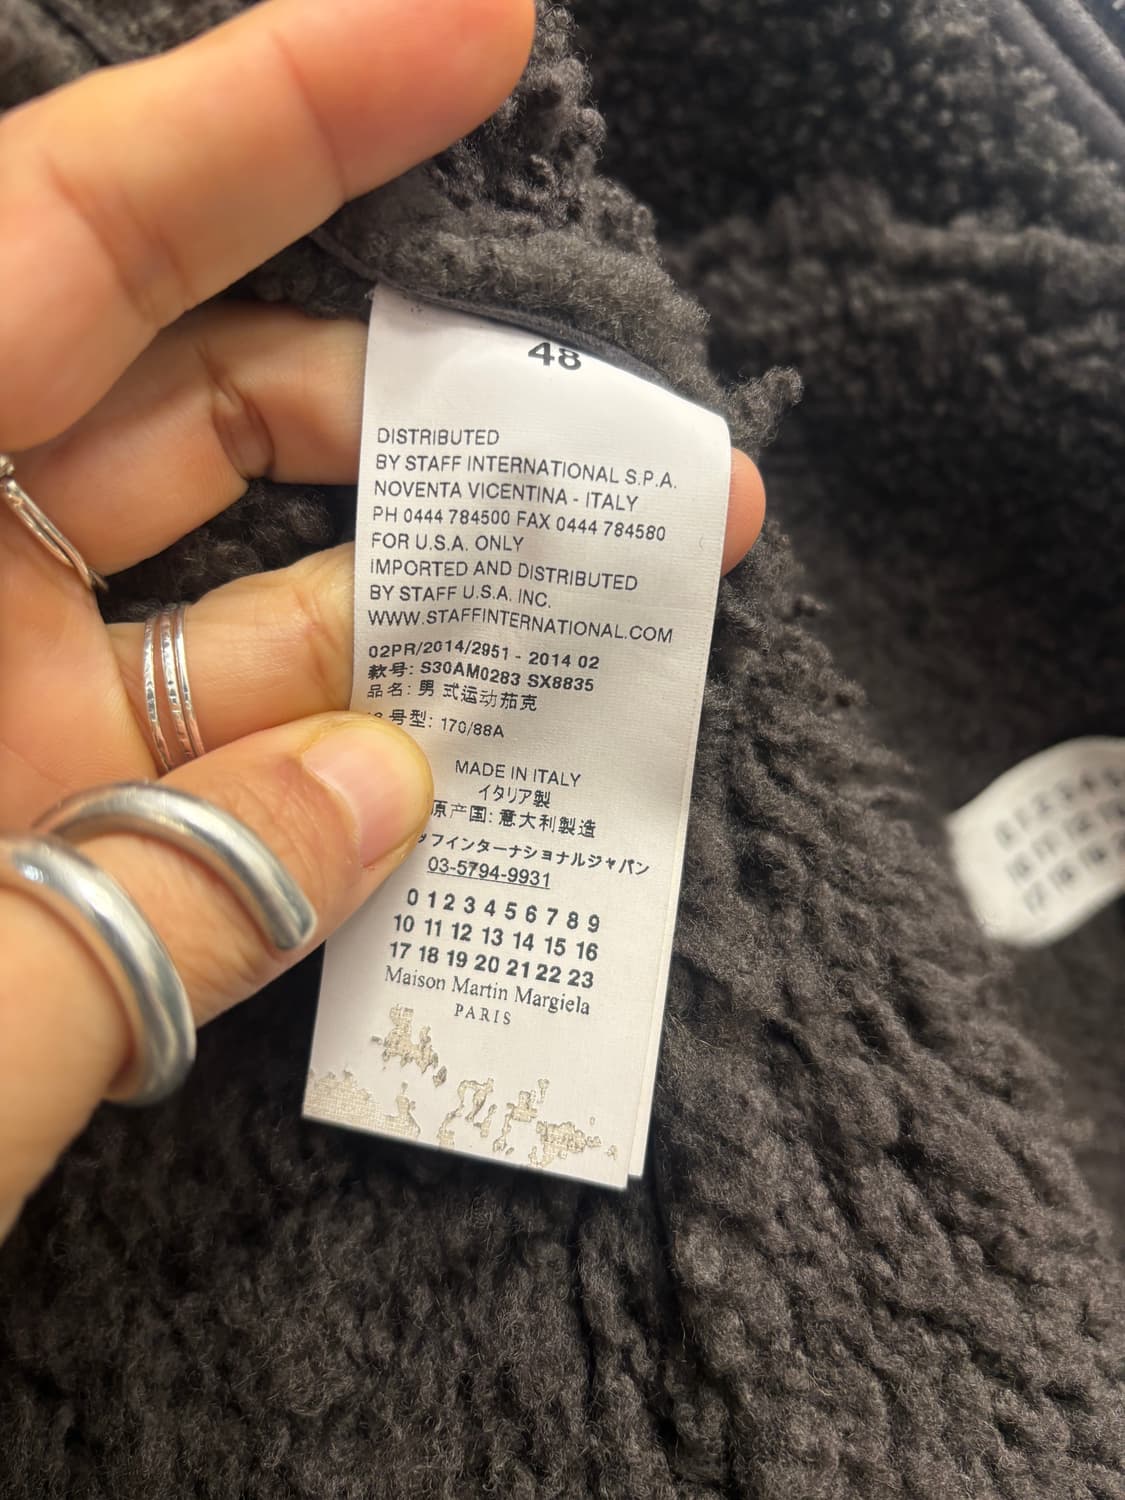 48
DISTRIBUTED
BY STAFF INTERNATIONAL S.P.A.
NOVENTA VICENTINA - ITALY
PH 0444 784500 FAX 0444 784580
FOR U.S.A. ONLY
IMPORTED AND DISTRIBUTED
BY STAFF U.S.A. INC.
WWW.STAFFINTERNATIONAL.COM
02PR/2014/2951 - 2014 02
款号: S30AM0283 SX8835
品名: 男式运动茄克
号型: 170/88A
MADE IN ITALY
イタリア製
原产国: 意大利製造
フインターナショナルジャパン
03-5794-9931
0 1 2 3 4 5 6 7 8 9
10 11 12 13 14 15 16
17 18 19 20 21 22 23
Maison Martin Margiela
PARIS